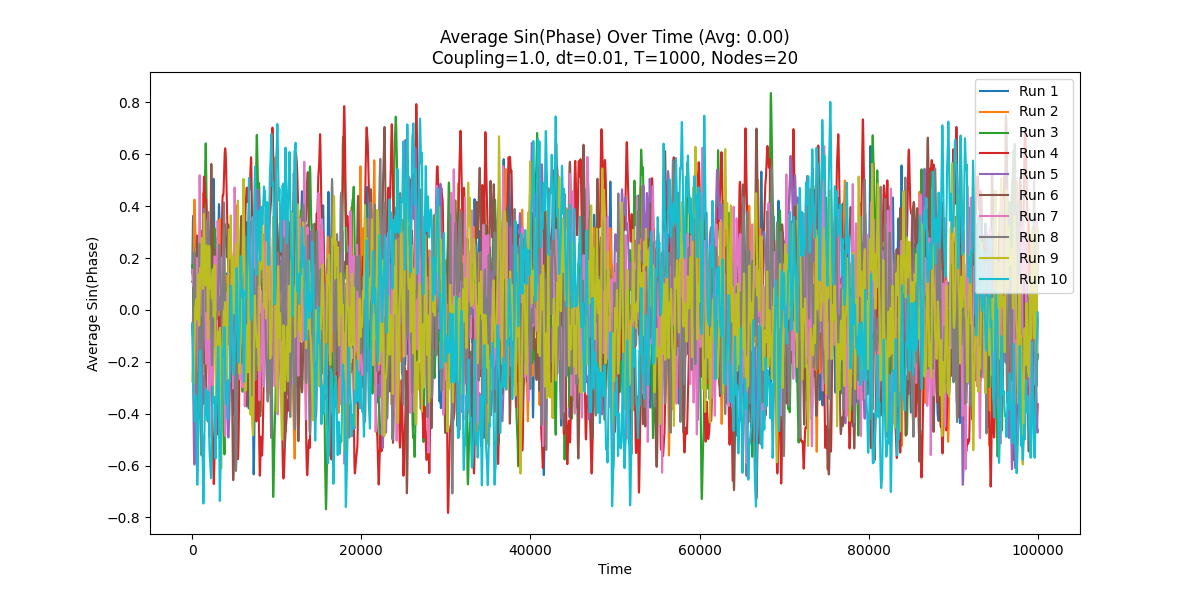 Average Sin(Phase) Over Time (Avg: 0.00)
Coupling=1.0, dt=0.01, T=1000, Nodes=20
Average Sin(Phase)
0.8
0.6
0.4
0.2
0.0
−0.2
−0.4
−0.6
−0.8
Run 1
Run 2
Run 3
Run 4
Run 5
Run 6
Run 7
Run 8
Run 9
Run 10
0 20000 40000 60000 80000 100000
Time